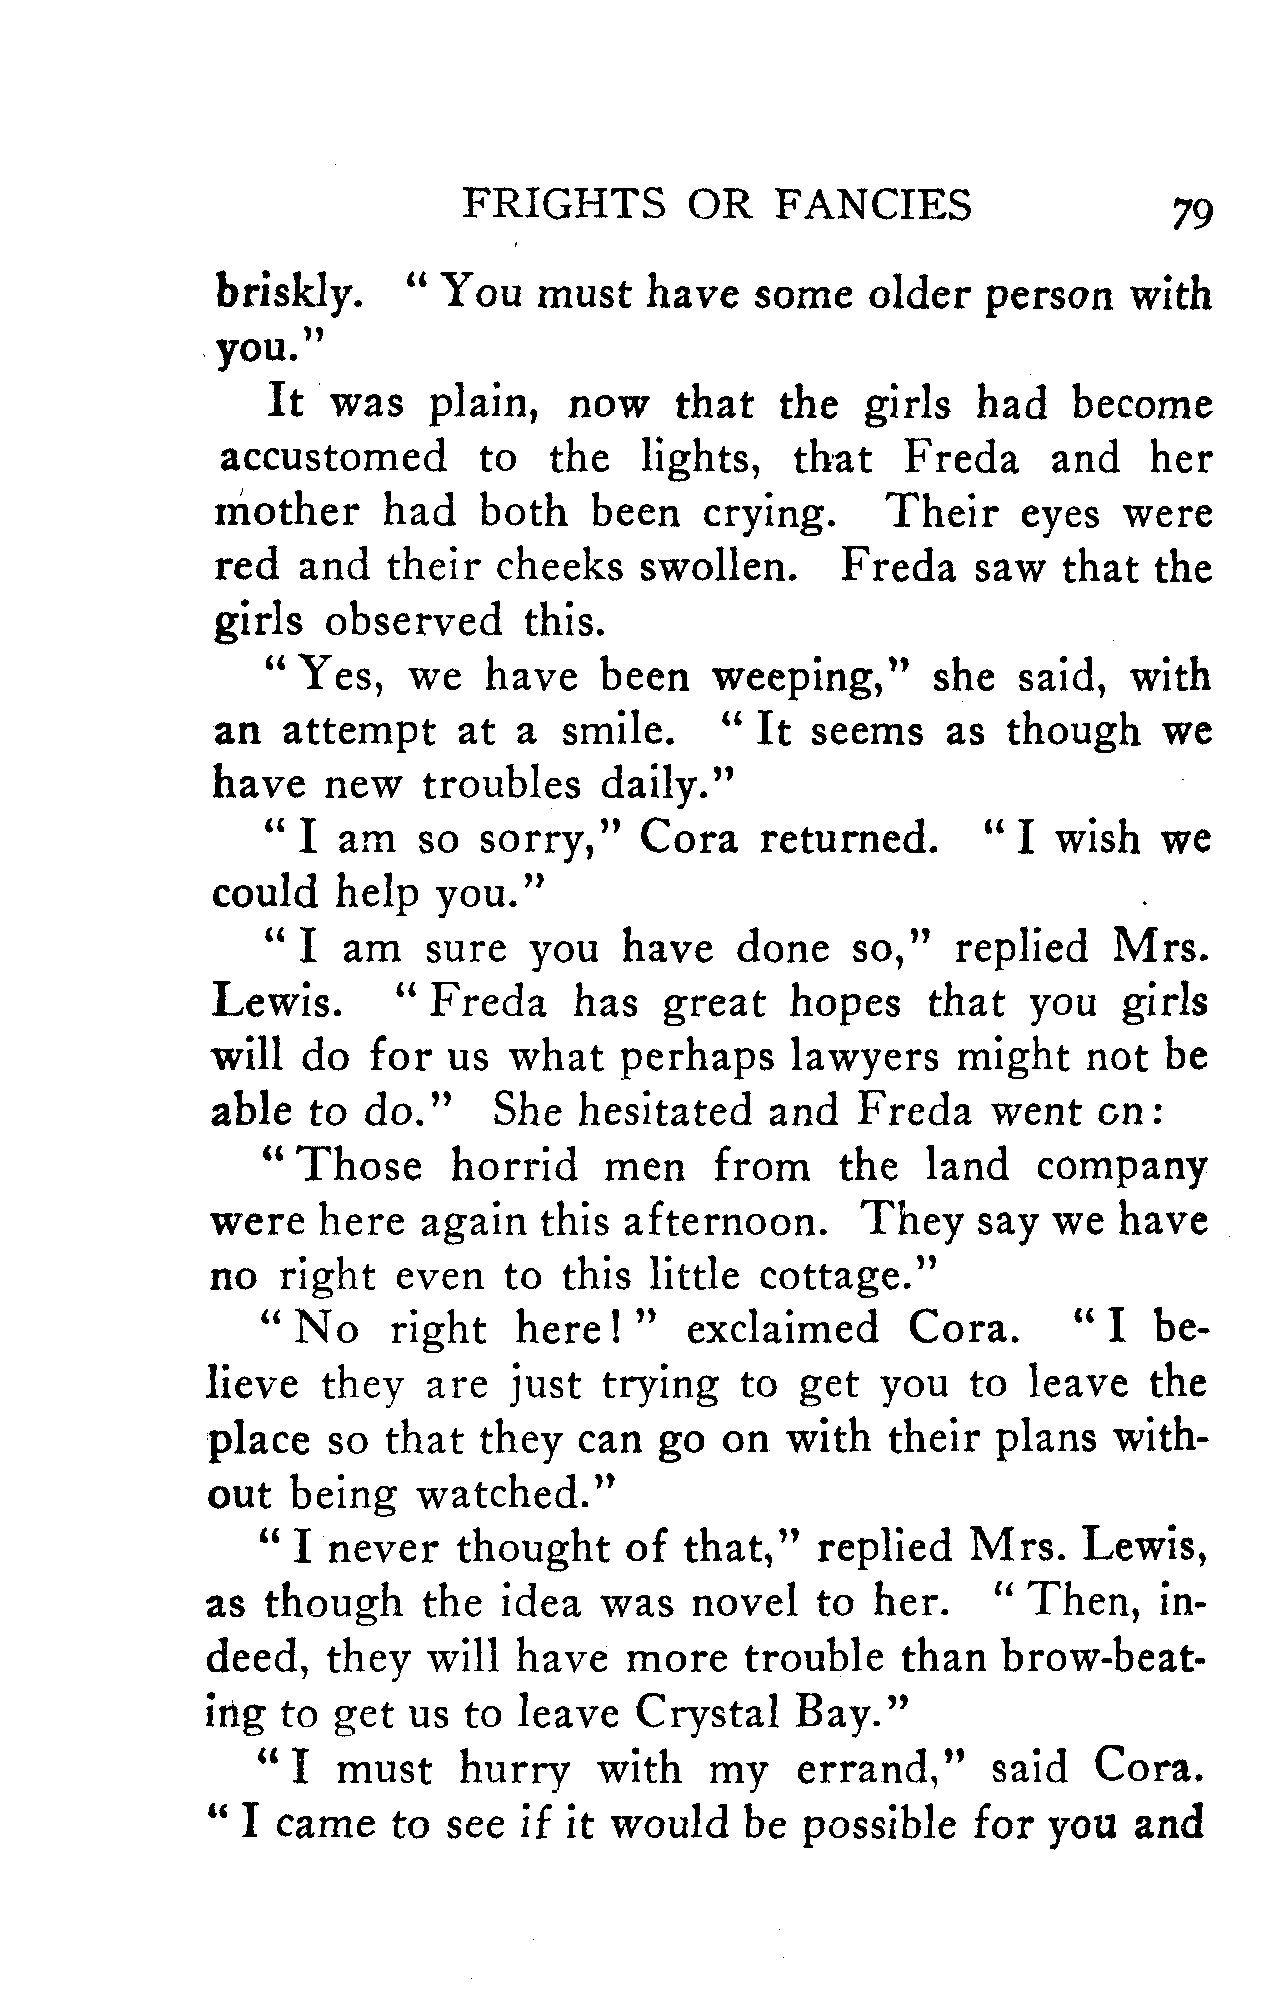 FRIGHTS OR FANCIES 79
briskly. " You must have some older person with
you."
It was plain, now that the girls had become
accustomed to the lights, that Freda and her
mother had both been crying. Their eyes were
red and their cheeks swollen. Freda saw that the
girls observed this.
" Yes, we have been weeping," she said, with
an attempt at a smile. " It seems as though we
have new troubles daily."
" I am so sorry," Cora returned. " I wish we
could help you."
" I am sure you have done so," replied Mrs.
Lewis. " Freda has great hopes that you girls
will do for us what perhaps lawyers might not be
able to do." She hesitated and Freda went on:
" Those horrid men from the land company
were here again this afternoon. They say we have
no right even to this little cottage."
" No right here! " exclaimed Cora. " I be-
lieve they are just trying to get you to leave the
place so that they can go on with their plans with-
out being watched."
" I never thought of that," replied Mrs. Lewis,
as though the idea was novel to her. " Then, in-
deed, they will have more trouble than brow-beat-
ing to get us to leave Crystal Bay."
" I must hurry with my errand," said Cora.
" I came to see if it would be possible for you and